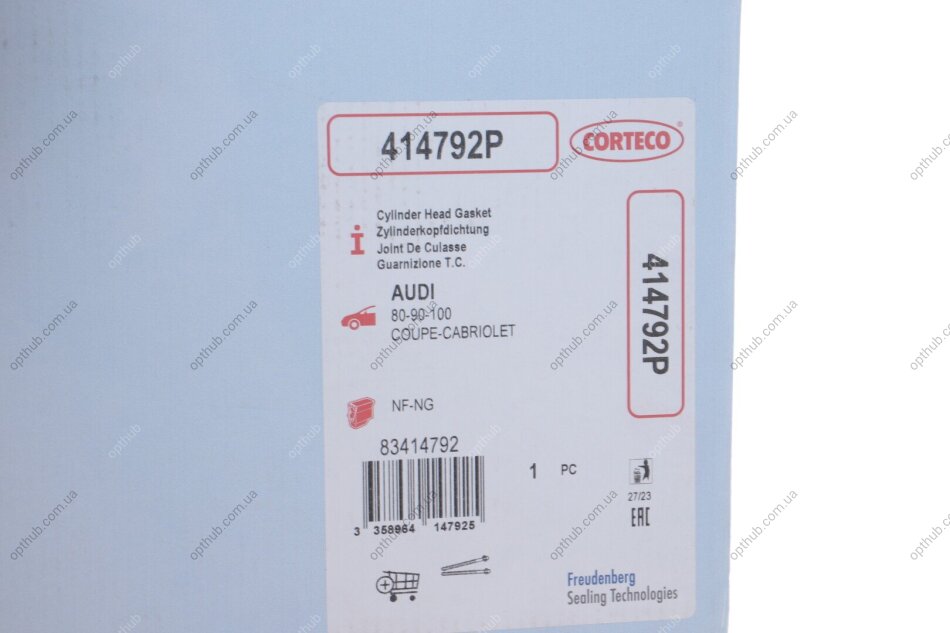 414792P
CORTECO
Cylinder Head Gasket
Zylinderkopfdichtung
Joint De Culasse
Guarnizione T.C.
AUDI
80-90-100
COUPE-CABRIOLET
414792P
NF-NG
83414792
1 PC
3 358964 147925
27/23
EAC
Freudenberg
Sealing Technologies
opthub.com.ua